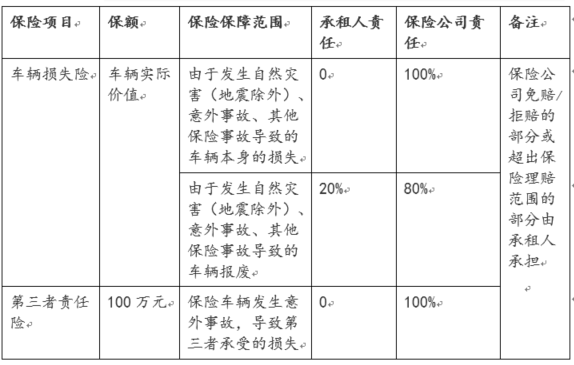 保险项目 保额 保险保障范围 承租人责任 保险公司责任 备注
车辆损失险
车辆实际
价值
由于发生自然灾
害（地震除外）、
意外事故、其他
保险事故导致的
车辆本身的损失
0
100%
保险公
司免赔/
拒赔的
部分或
超出保
险理赔
范围的
部分由
承租人
承担
由于发生自然灾
害（地震除外）、
意外事故、其他
保险事故导致的
车辆报废
20%
80%
第三者责任
险
100 万元
保险车辆发生意
外事故，导致第
三者承受的损失
0
100%